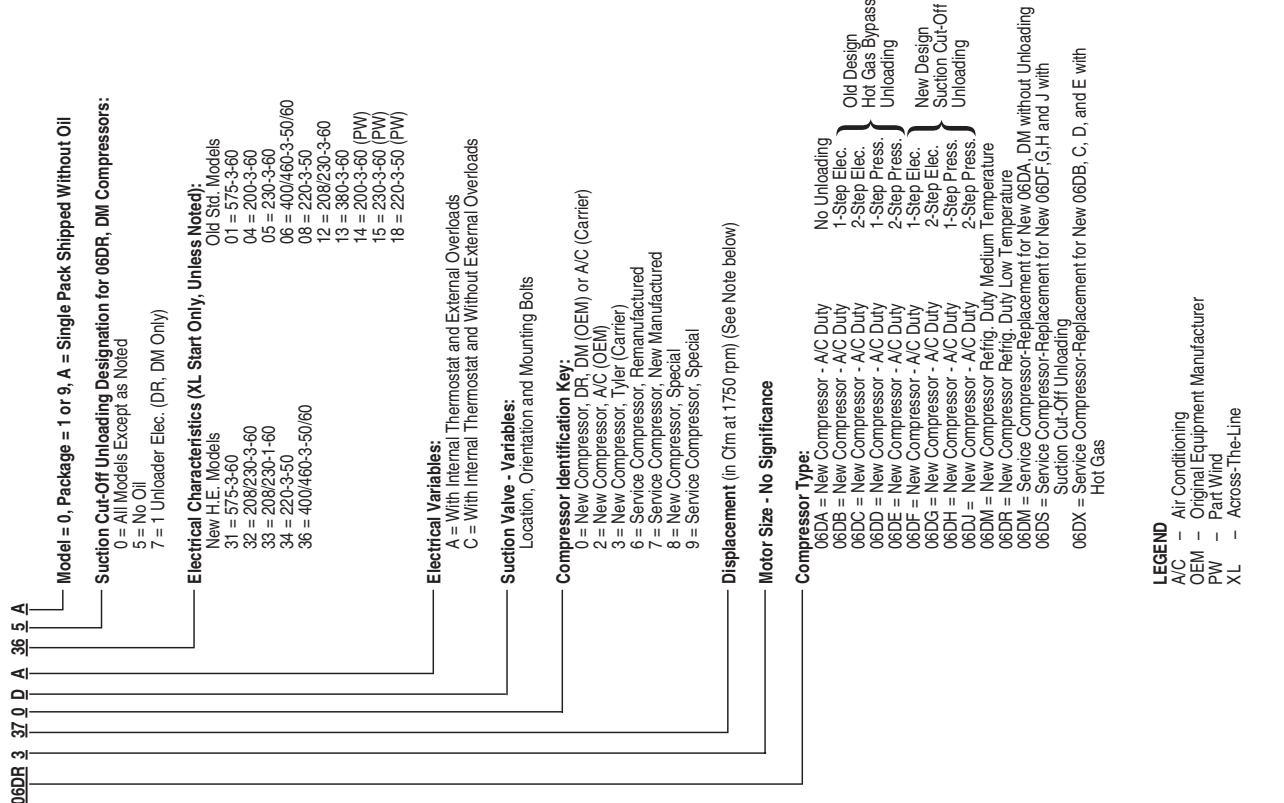 06DR 3 37 0 D A 36 5 A
Model = 0, Package = 1 or 9, A = Single Pack Shipped Without Oil
Suction Cut-Off Unloading Designation for 06DR, DM Compressors:
0 = All Models Except as Noted
5 = No Oil
7 = 1 Unloader Elec. (DR, DM Only)
Electrical Characteristics (XL Start Only, Unless Noted):
New H.E. Models
31 = 575-3-60
32 = 208/230-3-60
33 = 208/230-1-60
34 = 220-3-50
36 = 400/460-3-50/60
Old Std. Models
01 = 575-3-60
04 = 200-3-60
05 = 230-3-60
06 = 400/460-3-50/60
08 = 220-3-50
12 = 208/230-3-60
13 = 380-3-60
14 = 200-3-60 (PW)
15 = 230-3-60 (PW)
18 = 220-3-50 (PW)
Electrical Variables:
A = With Internal Thermostat and External Overloads
C = With Internal Thermostat and Without External Overloads
Suction Valve - Variables:
Location, Orientation and Mounting Bolts
Compressor Identification Key:
0 = New Compressor, DR, DM (OEM) or A/C (Carrier)
2 = New Compressor, A/C (OEM)
3 = New Compressor, Tyler (Carrier)
6 = Service Compressor, Remanufactured
7 = Service Compressor, New Manufactured
8 = New Compressor, Special
9 = Service Compressor, Special
Displacement (in Cfm at 1750 rpm) (See Note below)
Motor Size - No Significance
Compressor Type:
06DA = New Compressor - A/C Duty No Unloading
06DB = New Compressor - A/C Duty 1-Step Elec.
06DC = New Compressor - A/C Duty 2-Step Elec.
06DD = New Compressor - A/C Duty 1-Step Press.
06DE = New Compressor - A/C Duty 2-Step Press.
Old Design
Hot Gas Bypass
Unloading
06DF = New Compressor - A/C Duty 1-Step Elec.
06DG = New Compressor - A/C Duty 2-Step Elec.
06DH = New Compressor - A/C Duty 1-Step Press.
06DJ = New Compressor - A/C Duty 2-Step Press.
New Design
Suction Cut-Off
Unloading
06DM = New Compressor Refrig. Duty Medium Temperature
06DR = New Compressor Refrig. Duty Low Temperature
06DM = Service Compressor-Replacement for New 06DA, DM without Unloading
06DS = Service Compressor-Replacement for New 06DF,G,H and J with
Suction Cut-Off Unloading
06DX = Service Compressor-Replacement for New 06DB, C, D, and E with
Hot Gas
LEGEND
A/C – Air Conditioning
OEM – Original Equipment Manufacturer
PW – Part Wind
XL – Across-The-Line